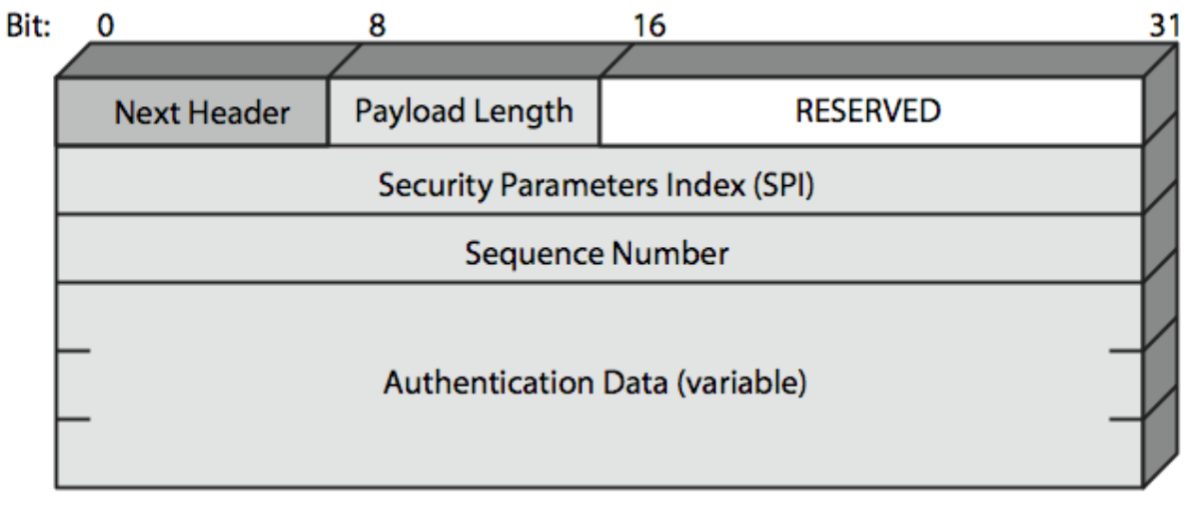 Bit: 0 8 16 31
Next Header Payload Length RESERVED
Security Parameters Index (SPI)
Sequence Number
Authentication Data (variable)